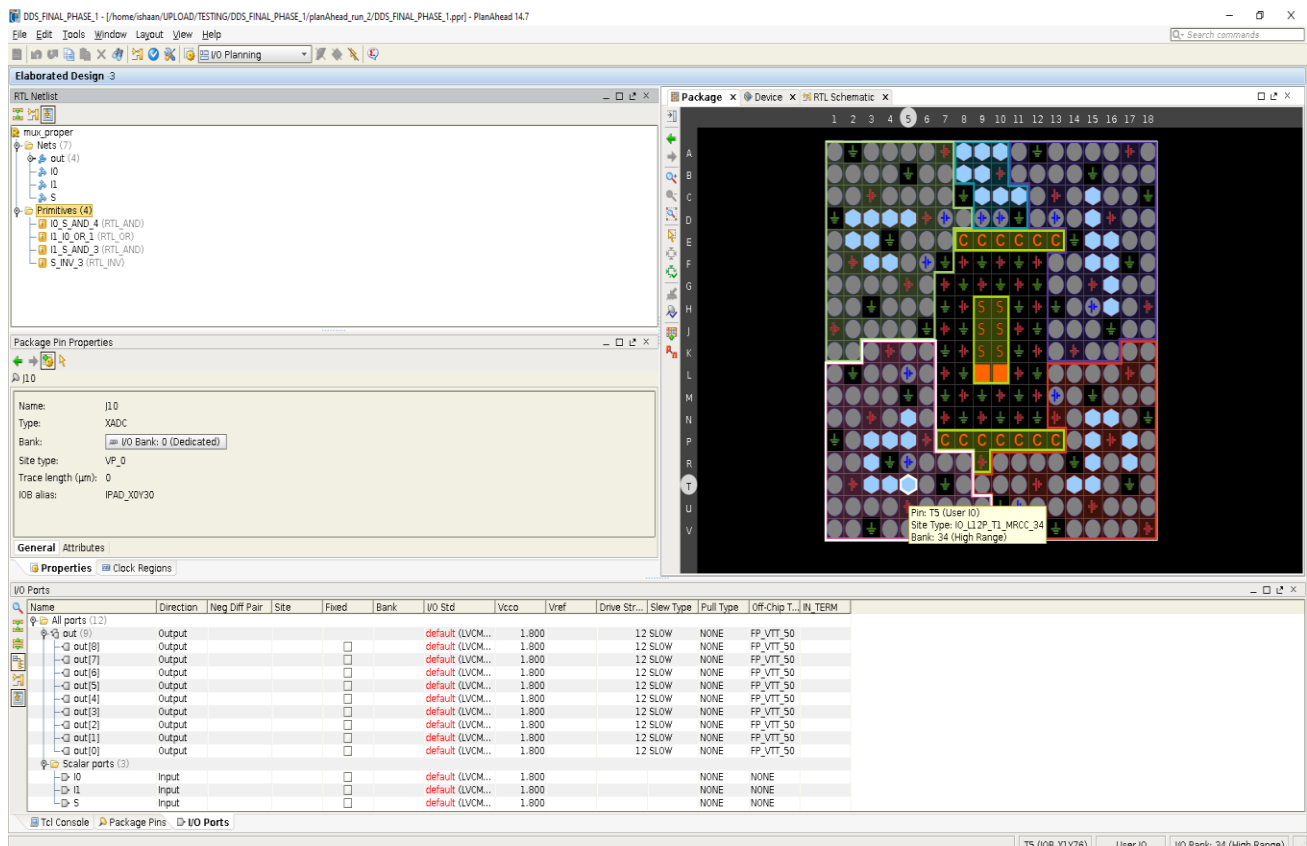 DDS_FINAL_PHASE_1 - [/home/ishaan/UPLOAD/TESTING/DDS_FINAL_PHASE_1/planAhead_run_2/DDS_FINAL_PHASE_1.ppr] - PlanAhead 14.7
File Edit Tools Window Layout View Help
Search commands
I/O Planning
Elaborated Design -3
RTL Netlist
mux_proper
Nets (7)
out (4)
I0
I1
S
Primitives (4)
I0_S_AND_4 (RTL_AND)
I1_I0_OR_1 (RTL_OR)
I1_S_AND_3 (RTL_AND)
S_INV_3 (RTL_INV)
Package Pin Properties
J10
Name: J10
Type: XADC
Bank: I/O Bank: 0 (Dedicated)
Site type: VP_0
Trace length (µm): 0
IOB alias: IPAD_X0Y30
General Attributes
Properties Clock Regions
Package x Device x RTL Schematic x
1 2 3 4 5 6 7 8 9 10 11 12 13 14 15 16 17 18
A
B
C
D
E C C C C C C
F
G
H S S
J S S
K S S
L
M
N
P C C C C C C C
R
T
U
V
Pin: T5 (User IO)
Site Type: IO_L12P_T1_MRCC_34
Bank: 34 (High Range)
I/O Ports
Name Direction Neg Diff Pair Site Fixed Bank I/O Std Vcco Vref Drive Str... Slew Type Pull Type Off-Chip T... IN_TERM
All ports (12)
out (9) Output default (LVCM... 1.800 12 SLOW NONE FP_VTT_50
out[8] Output default (LVCM... 1.800 12 SLOW NONE FP_VTT_50
out[7] Output default (LVCM... 1.800 12 SLOW NONE FP_VTT_50
out[6] Output default (LVCM... 1.800 12 SLOW NONE FP_VTT_50
out[5] Output default (LVCM... 1.800 12 SLOW NONE FP_VTT_50
out[4] Output default (LVCM... 1.800 12 SLOW NONE FP_VTT_50
out[3] Output default (LVCM... 1.800 12 SLOW NONE FP_VTT_50
out[2] Output default (LVCM... 1.800 12 SLOW NONE FP_VTT_50
out[1] Output default (LVCM... 1.800 12 SLOW NONE FP_VTT_50
out[0] Output default (LVCM... 1.800 12 SLOW NONE FP_VTT_50
Scalar ports (3)
I0 Input default (LVCM... 1.800 NONE NONE
I1 Input default (LVCM... 1.800 NONE NONE
S Input default (LVCM... 1.800 NONE NONE
Tcl Console Package Pins I/O Ports
T5 (IOB_X1Y76) User IO I/O Bank: 34 (High Range)